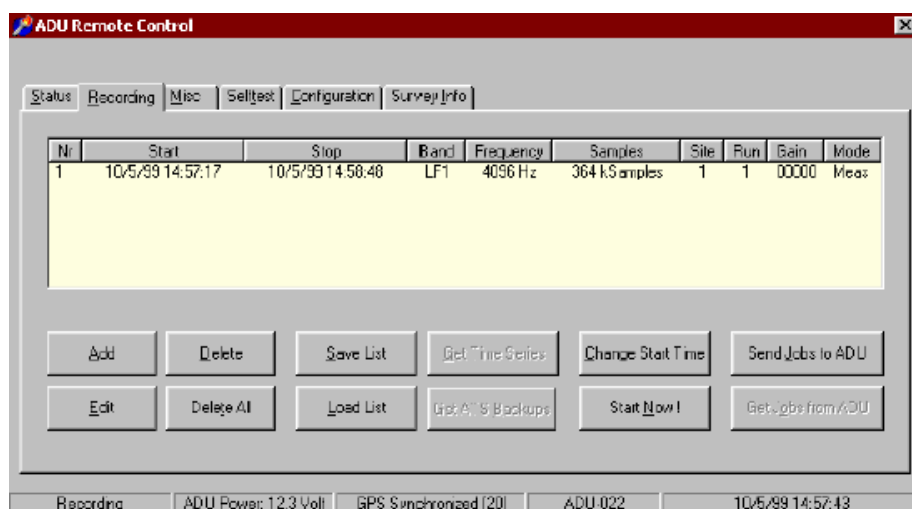 ADU Remote Control
Status Recording Misc Selftest Configuration Survey Info
Nr Start Stop Band Frequency Samples Site Run Gain Mode
1 10/5/99 14:57:17 10/5/99 14:58:48 LF1 4096 Hz 364 kSamples 1 1 00000 Meas
Add Delete Save List Get Time Series Change Start Time Send Jobs to ADU
Edit Delete All Load List Get ATS Backups Start Now ! Get Jobs from ADU
Recording ADU Power: 12.3 Volt GPS Synchronized [20] ADU-022 10/5/99 14:57:43